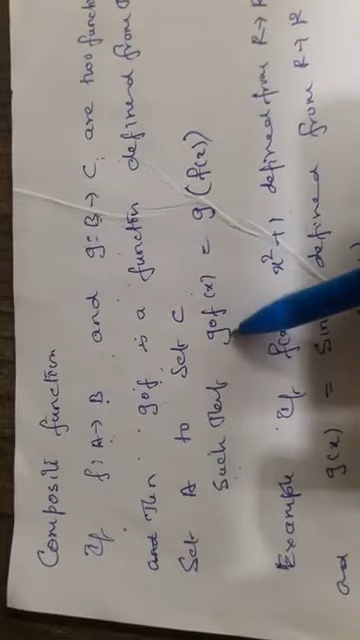 Composite function
If f: A → B and g: B → C are two
and then gof is a function defined from
Set A to Set C
Such that gof(x) = g(f(x))
Example If x²+1 defined from R → R
and g(x) = Sin defined from R → R